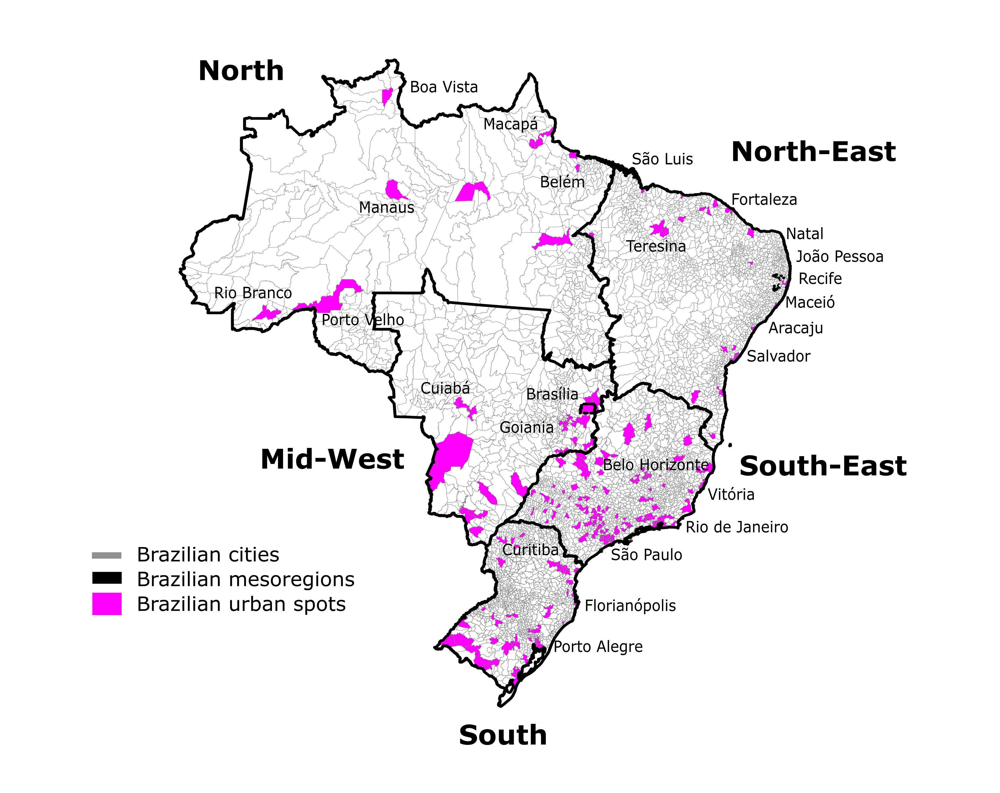 North
Boa Vista
Macapá
North-East
São Luis
Belém
Fortaleza
Manaus
Natal
Teresina
João Pessoa
Recife
Rio Branco
Maceió
Porto Velho
Aracaju
Salvador
Cuiabá
Brasília
Goiania
Mid-West
Belo Horizonte
South-East
Vitória
Rio de Janeiro
Curitiba
São Paulo
Brazilian cities
Brazilian mesoregions
Brazilian urban spots
Florianópolis
Porto Alegre
South